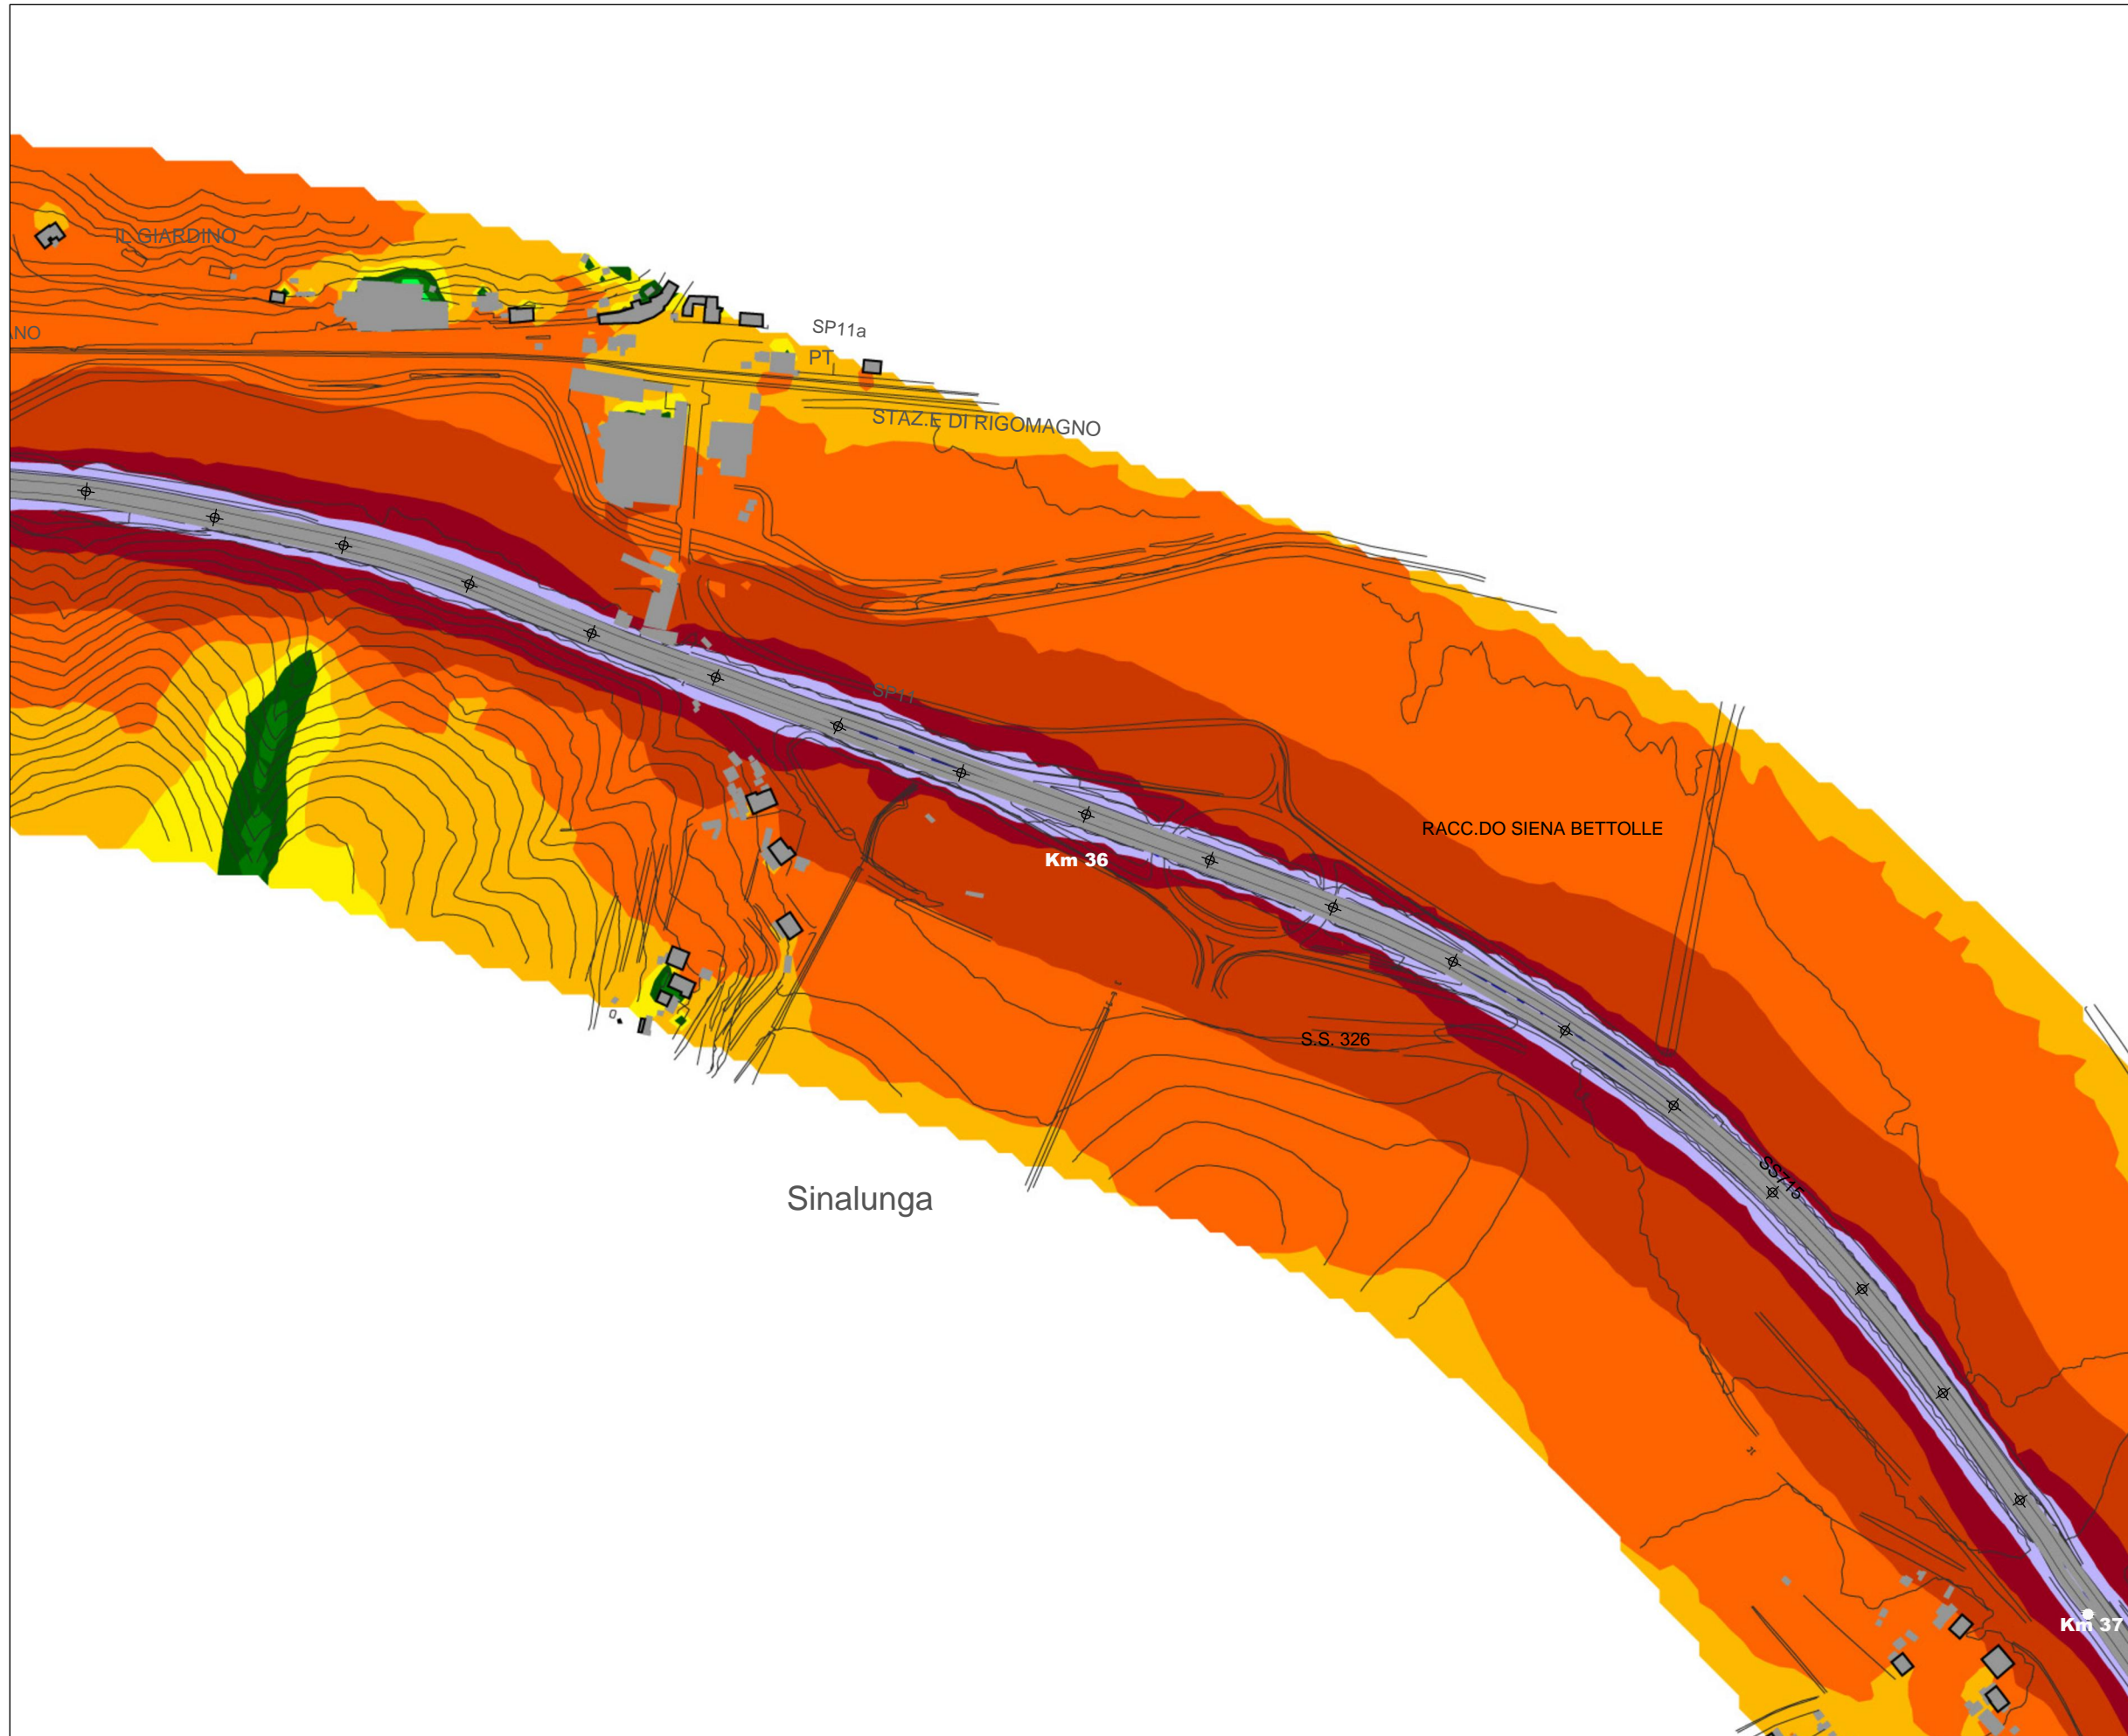 IL GIARDINO
ANO
SP11a
PT
STAZ.E DI RIGOMAGNO
SP11
RACC.DO SIENA BETTOLLE
Km 36
S.S. 326
SS715
Sinalunga
Km 37